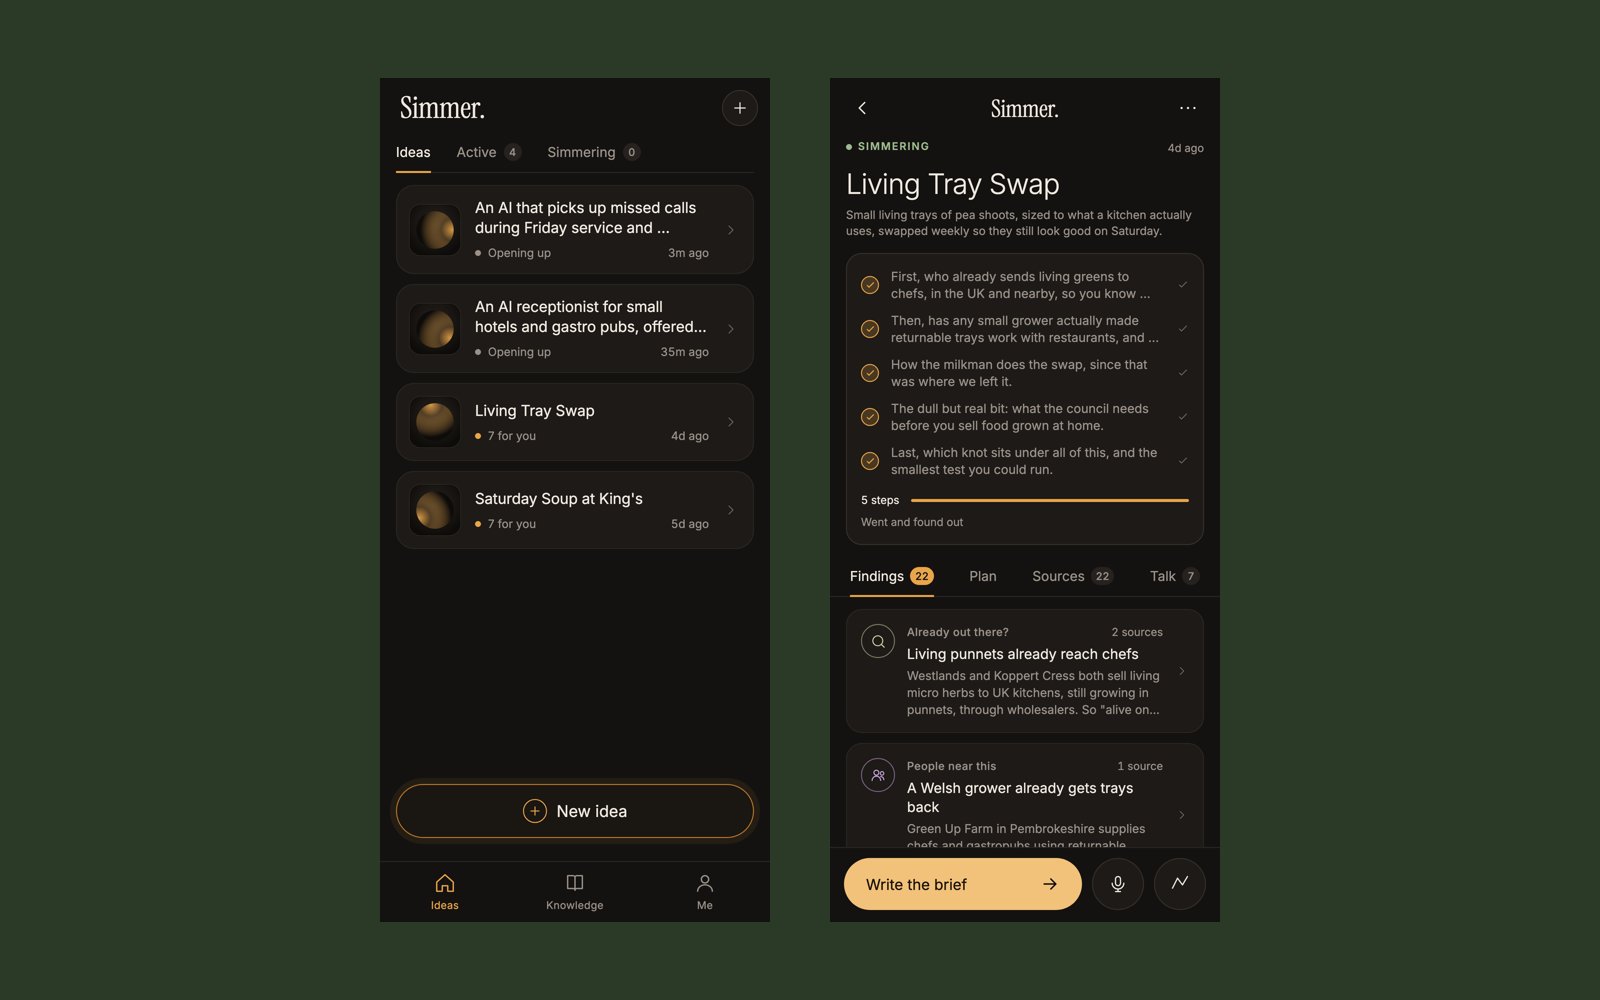 Simmer.
Ideas
Active 4
Simmering 0
An AI that picks up missed calls
during Friday service and ...
Opening up
3m ago
An AI receptionist for small
hotels and gastro pubs, offered...
Opening up
35m ago
Living Tray Swap
7 for you
4d ago
Saturday Soup at King's
7 for you
5d ago
New idea
Ideas
Knowledge
Me
Simmer.
SIMMERING
4d ago
Living Tray Swap
Small living trays of pea shoots, sized to what a kitchen actually
uses, swapped weekly so they still look good on Saturday.
First, who already sends living greens to
chefs, in the UK and nearby, so you know ...
Then, has any small grower actually made
returnable trays work with restaurants, and ...
How the milkman does the swap, since that
was where we left it.
The dull but real bit: what the council needs
before you sell food grown at home.
Last, which knot sits under all of this, and the
smallest test you could run.
5 steps
Went and found out
Findings 22
Plan
Sources 22
Talk 7
Already out there?
2 sources
Living punnets already reach chefs
Westlands and Koppert Cress both sell living
micro herbs to UK kitchens, still growing in
punnets, through wholesalers. So "alive on...
People near this
1 source
A Welsh grower already gets trays
back
Green Up Farm in Pembrokeshire supplies
chefs and gastropubs using returnable
Write the brief